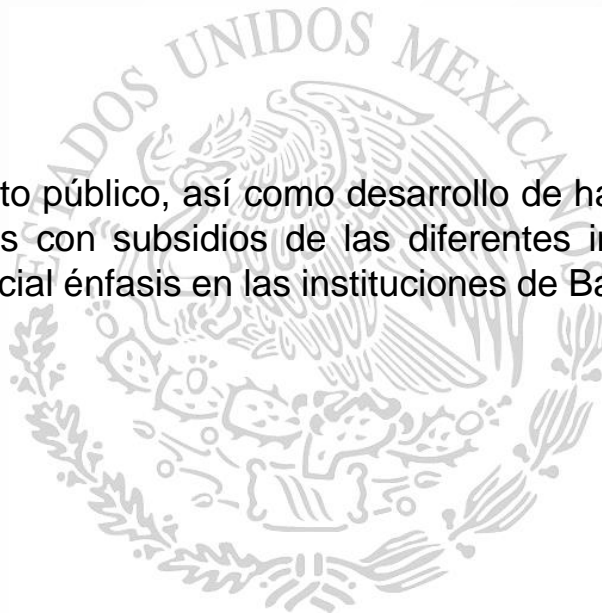 ESTADOS UNIDOS MEXICANOS
to público, así como desarrollo de ha
s con subsidios de las diferentes in
cial énfasis en las instituciones de Ba